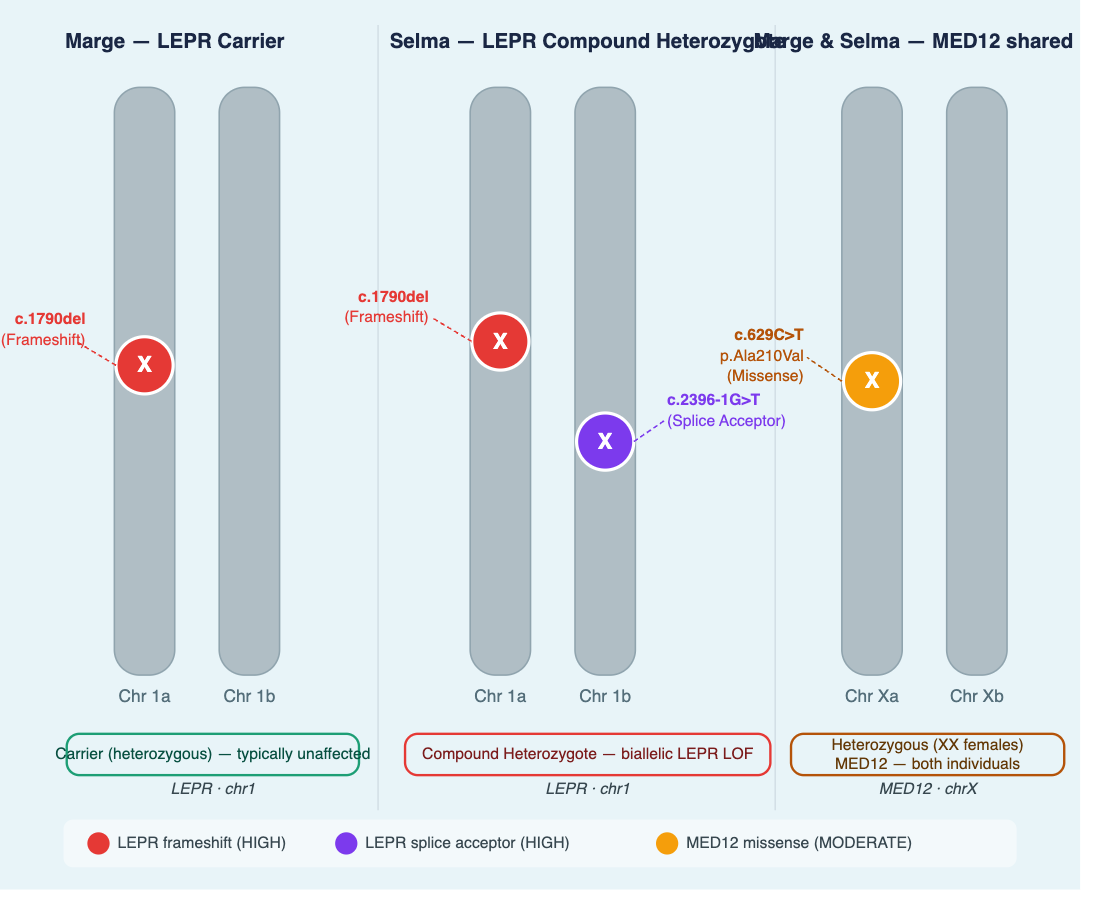 Marge — LEPR Carrier
Selma — LEPR Compound Heterozygote
Marge & Selma — MED12 shared
c.1790del
(Frameshift)
X
c.1790del
(Frameshift)
X
c.2396-1G>T
(Splice Acceptor)
X
c.629C>T
p.Ala210Val
(Missense)
X
Chr 1a
Chr 1b
Chr 1a
Chr 1b
Chr Xa
Chr Xb
Carrier (heterozygous) — typically unaffected
LEPR · chr1
Compound Heterozygote — biallelic LEPR LOF
LEPR · chr1
Heterozygous (XX females)
MED12 — both individuals
MED12 · chrX
LEPR frameshift (HIGH)
LEPR splice acceptor (HIGH)
MED12 missense (MODERATE)